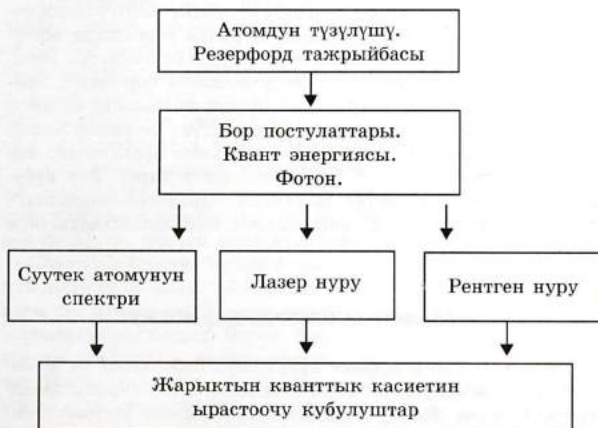 Атомдун түзүлүшү.
Резерфорд тажрыйбасы
Бор постулаттары.
Квант энергиясы.
Фотон.
Суутек атомунун
спектри
Лазер нуру
Рентген нуру
Жарыктын кванттык касиетин
ырастоочу кубулуштар